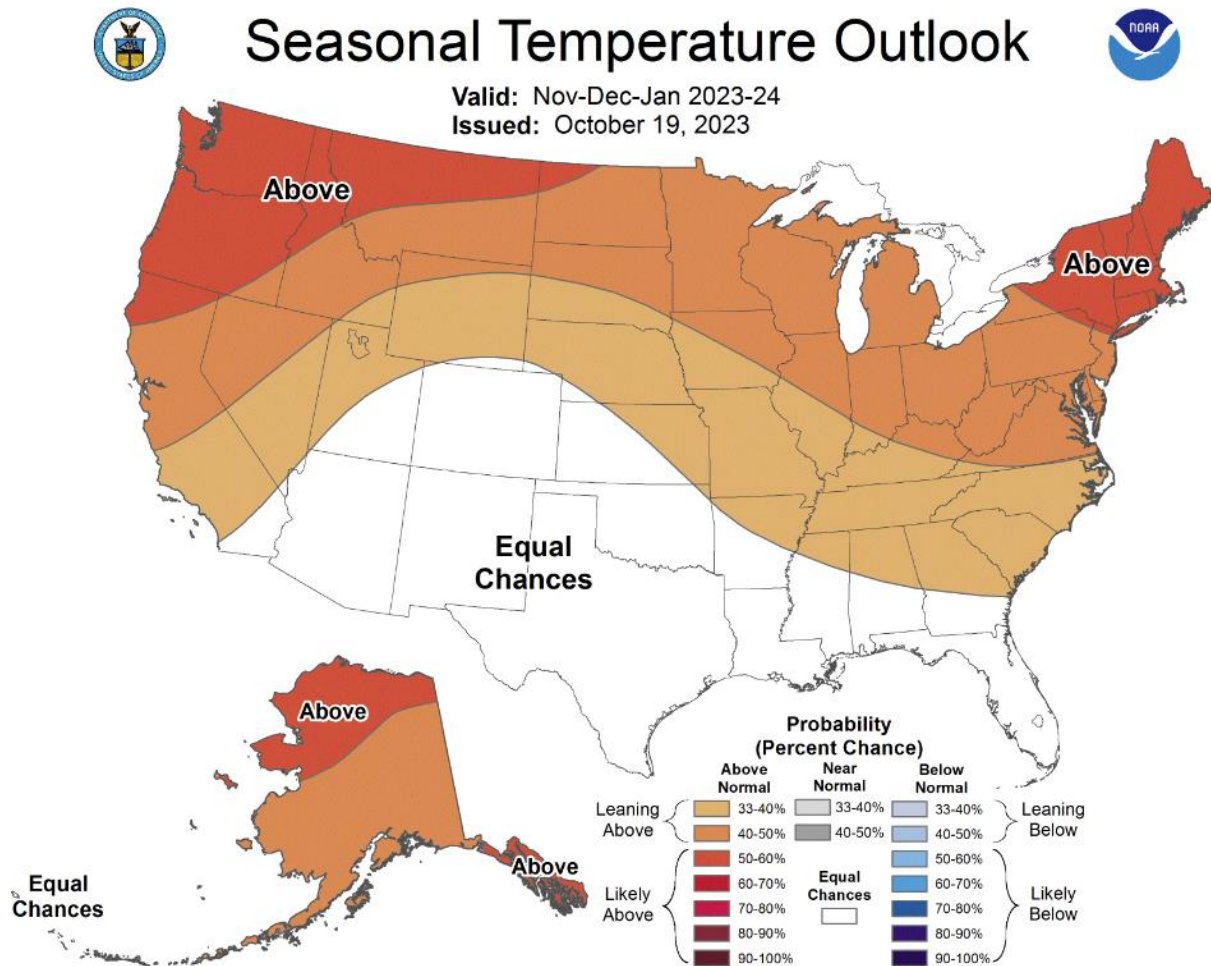 Seasonal Temperature Outlook
NOAA
Valid: Nov-Dec-Jan 2023-24
Issued: October 19, 2023
Above
Above
Equal
Chances
Above
Above
Equal
Chances
Probability
(Percent Chance)
Above
Normal
Near
Normal
Below
Normal
Leaning
Above
33-40%
33-40%
33-40%
Leaning
Below
40-50%
40-50%
40-50%
Likely
Above
50-60%
50-60%
60-70%
Equal
Chances
60-70%
Likely
Below
70-80%
70-80%
80-90%
80-90%
90-100%
90-100%